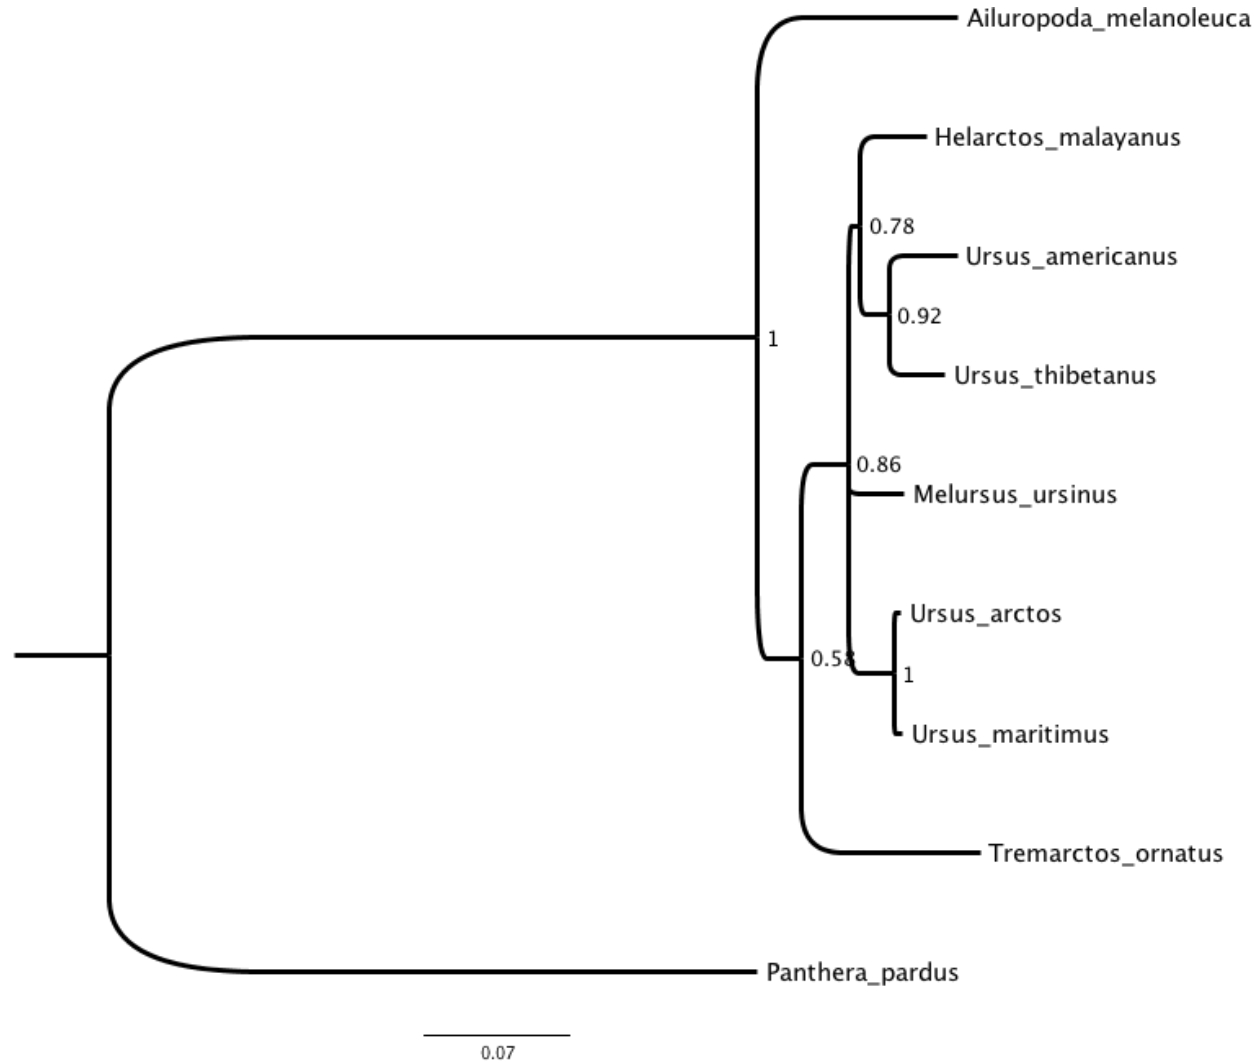 Ailuropoda_melanoleuca
Helarctos_malayanus
0.78
Ursus_americanus
0.92
1
Ursus_thibetanus
0.86
Melursus_ursinus
Ursus_arctos
0.58
1
Ursus_maritimus
Tremarctos_ornatus
Panthera_pardus
0.07